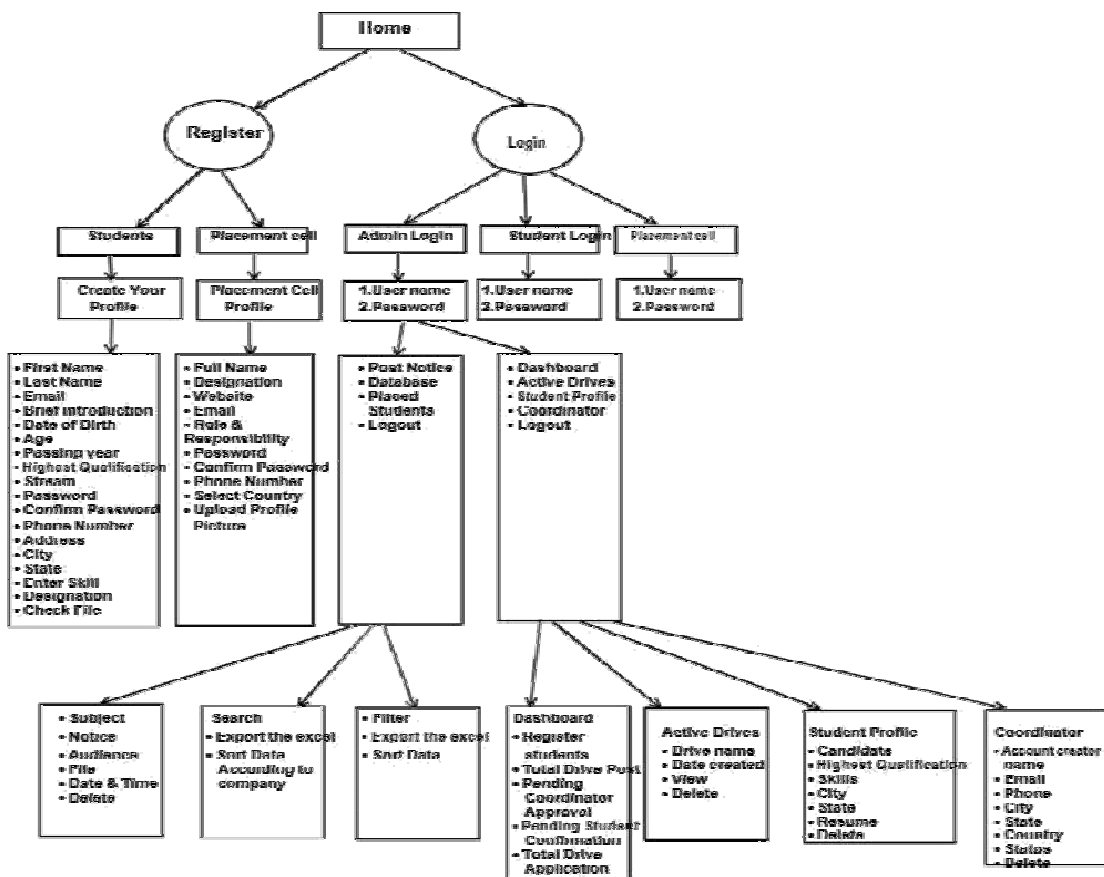 Home
Register
Login
Students
Placement cell
Admin Login
Student Login
Placement cell
Create Your
Profile
Placement Cell
Profile
1.User name
2.Password
1.User name
2.Password
1.User name
2.Password
• First Name
• Last Name
• Email
• Brief Introduction
• Date of Birth
• Age
• Passing year
- Highest Qualification
• Stream
- Password
• Confirm Password
• Phone Number
• Address
• City
• State
- Enter Skill
• Designation
• Check File
• Full Name
• Designation
- Website
• Email
- Role &
Responsibility
• Password
- Confirm Password
• Phone Number
- Select Country
• Upload Profile
Picture
• Post Notice
• Database
• Placed
Students
- Logout
• Dashboard
• Active Drives
• Student Profile
• Coordinator
- Logout
• Subject
• Notice
• Audience
• File
• Date & Time
• Delete
Search
• Export the excel
• Sort Data
According to
company
• Filter
- Export the excel
• Sort Data
Dashboard
• Register
students
• Total Drive Post
• Pending
Coordinator
Approval
• Pending Student
Confirmation
• Total Drive
Application
Active Drives
• Drive name
• Date created
• View
• Delete
Student Profile
- Candidate
• Highest Qualification
• Skills
• City
• State
• Resume
• Delete
Coordinator
- Account creator
name
• Email
• Phone
• City
• State
• Country
• Status
• Delete